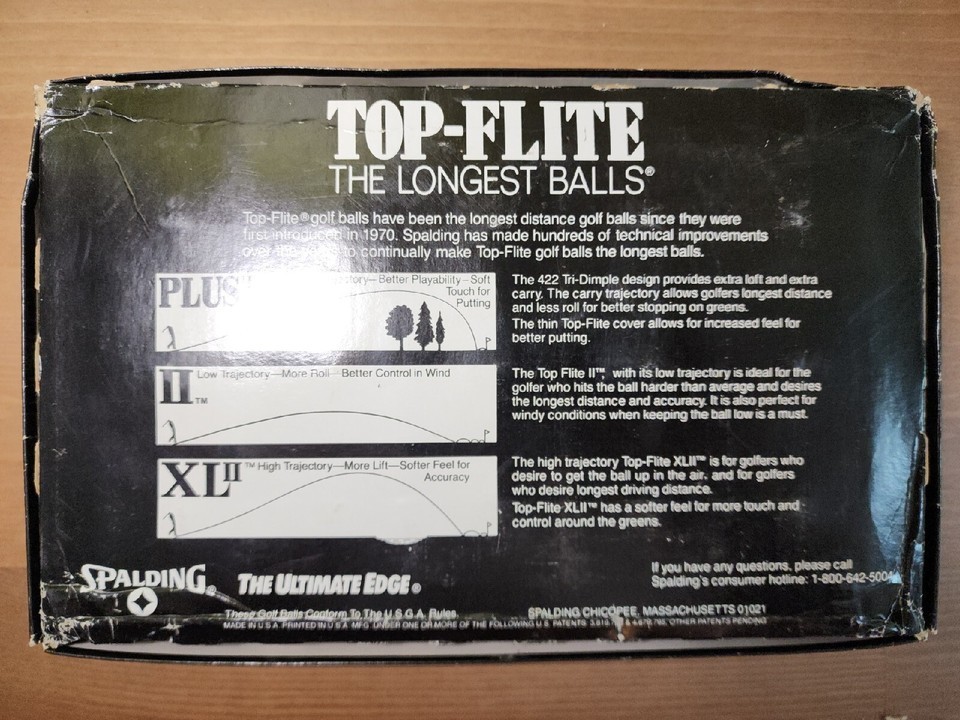 TOP-FLITE
THE LONGEST BALLS®
Top-Flite® golf balls have been the longest distance golf balls since they were
first introduced in 1970. Spalding has made hundreds of technical improvements
over the to continually make Top-Flite golf balls the longest balls.
PLUS
Better Playability—Soft
Touch for
Putting
The 422 Tri-Dimple design provides extra loft and extra
carry. The carry trajectory allows golfers longest distance
and less roll for better stopping on greens.
The thin Top-Flite cover allows for increased feel for
better putting.
II™
Low Trajectory—More Roll—Better Control in Wind
The Top Flite II™, with its low trajectory is ideal for the
golfer who hits the ball harder than average and desires
the longest distance and accuracy. It is also perfect for
windy conditions when keeping the ball low is a must.
XLII™ High Trajectory—More Lift—Softer Feel for
Accuracy
The high trajectory Top-Flite XLII™ is for golfers who
desire to get the ball up in the air, and for golfers
who desire longest driving distance.
Top-Flite XLII™ has a softer feel for more touch and
control around the greens.
SPALDING® THE ULTIMATE EDGE®
If you have any questions, please call
Spalding's consumer hotline: 1-800-642-5004
These Golf Balls Conform To The U.S.G.A. Rules.
SPALDING CHICOPEE, MASSACHUSETTS 01021
MADE IN U.S.A. PRINTED IN U.S.A. MFG. UNDER ONE OR MORE OF THE FOLLOWING U.S. PATENTS OTHER PATENTS PENDING